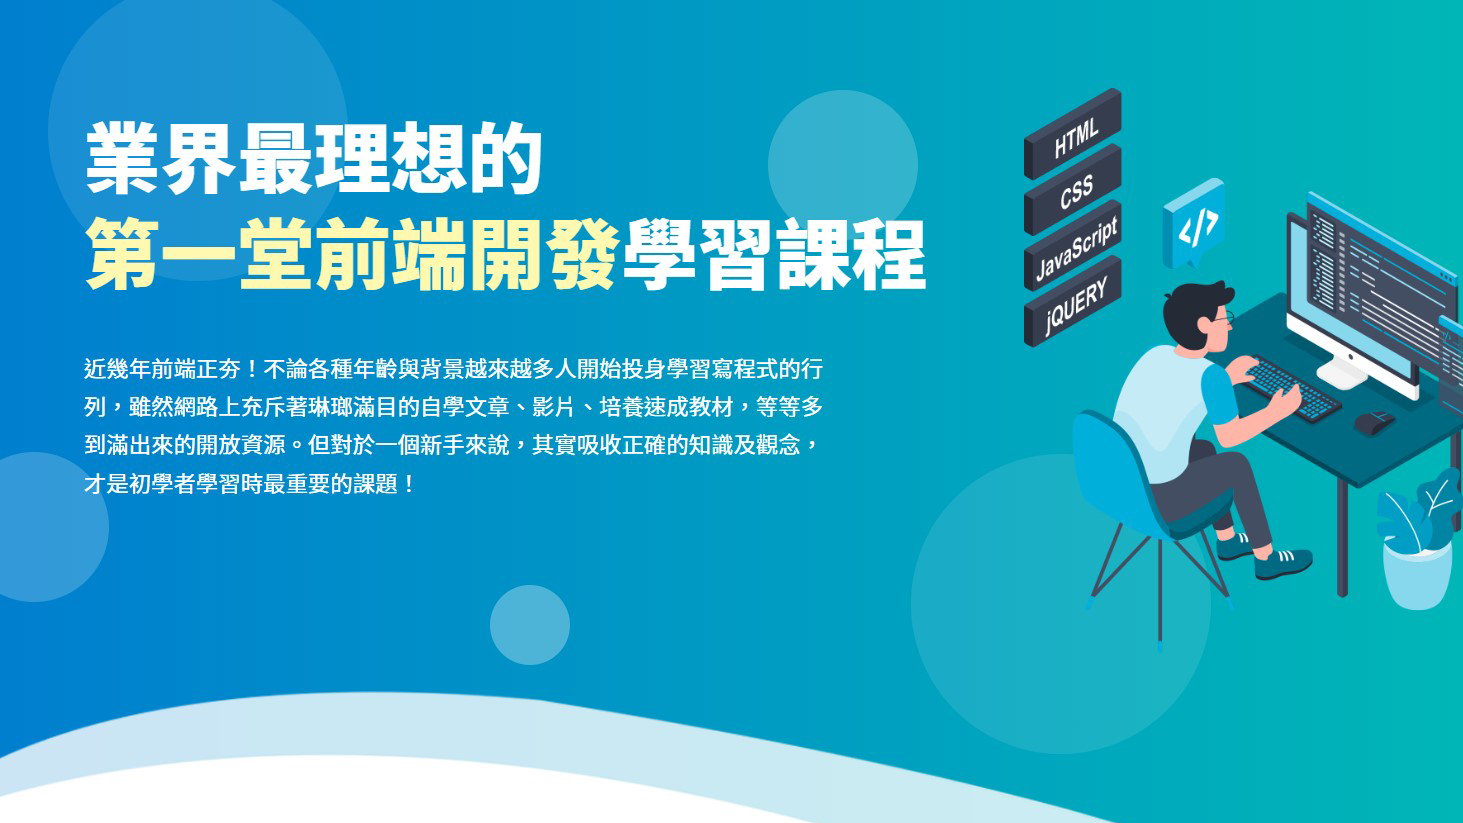 業界最理想的
第一堂前端開發學習課程
近幾年前端正夯！不論各種年齡與背景越來越多人開始投身學習寫程式的行
列，雖然網路上充斥著琳瑯滿目的自學文章、影片、培養速成教材，等等多
到滿出來的開放資源。但對於一個新手來說，其實吸收正確的知識及觀念，
才是初學者學習時最重要的課題！
HTML
CSS
JavaScript
jQUERY
</>